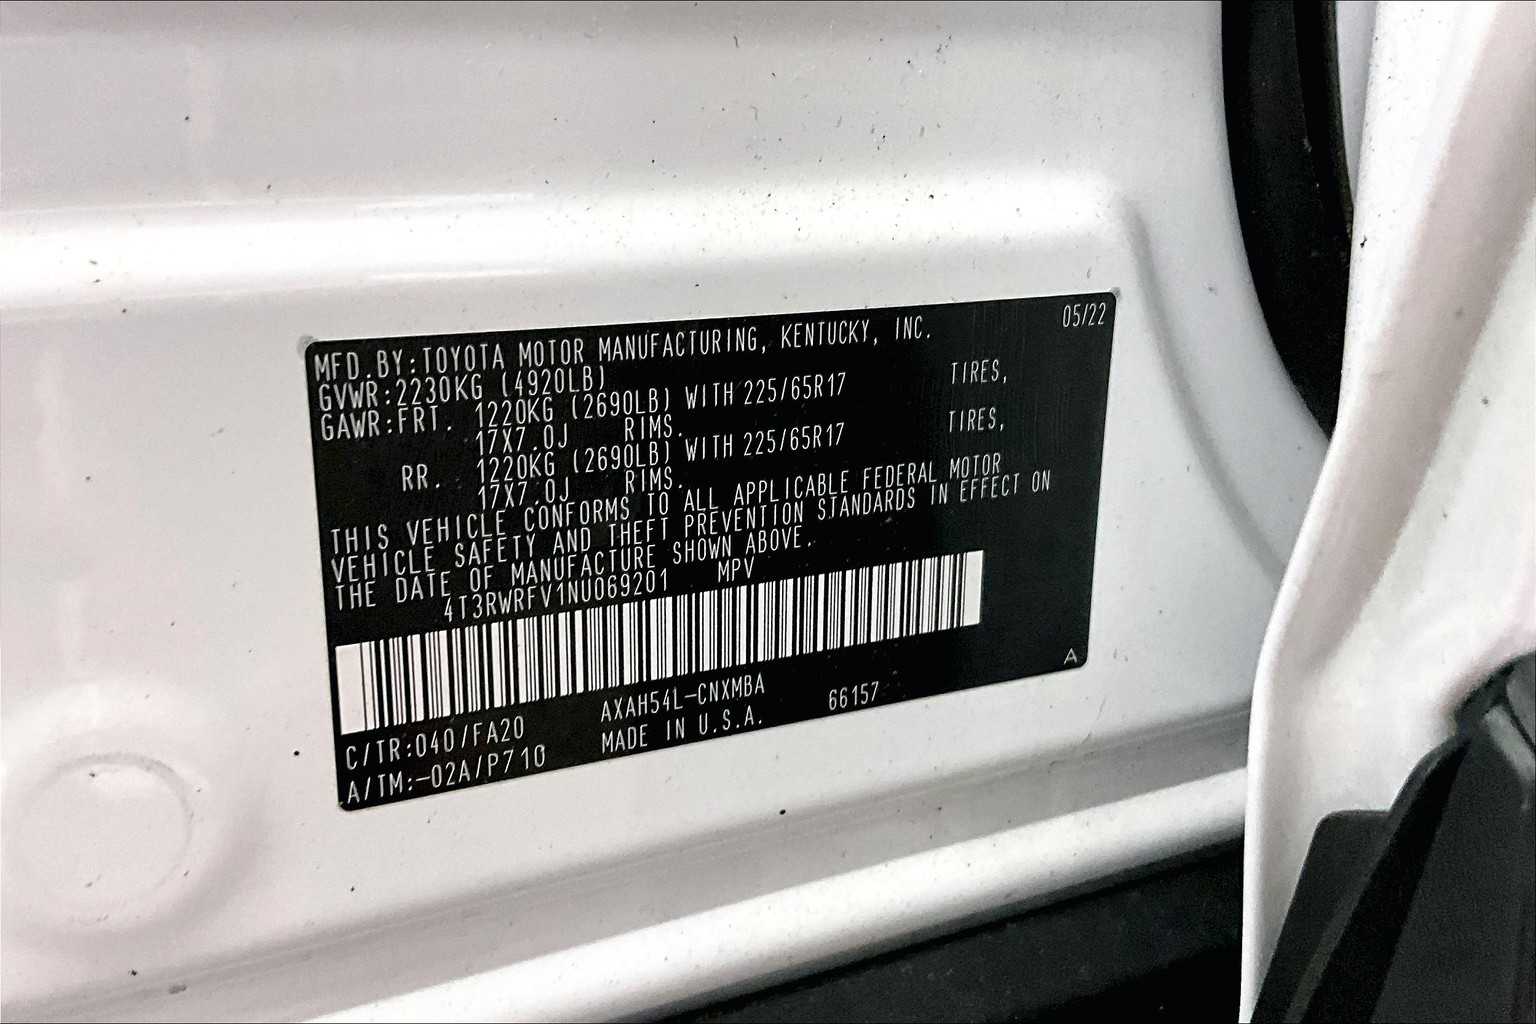 05/22
MFD.BY:TOYOTA MOTOR MANUFACTURING, KENTUCKY, INC.
GVWR:2230KG (4920LB)
GAWR:FRT. 1220KG (2690LB) WITH 225/65R17 TIRES,
17X7.0J RIMS.
RR. 1220KG (2690LB) WITH 225/65R17 TIRES,
17X7.0J RIMS.
THIS VEHICLE CONFORMS TO ALL APPLICABLE FEDERAL MOTOR
VEHICLE SAFETY AND THEFT PREVENTION STANDARDS IN EFFECT ON
THE DATE OF MANUFACTURE SHOWN ABOVE.
4T3RWRFV1NU069201 MPV
A
C/TR:040/FA20 AXAH54L-CNXMBA 66157
A/TM:-02A/P710 MADE IN U.S.A.